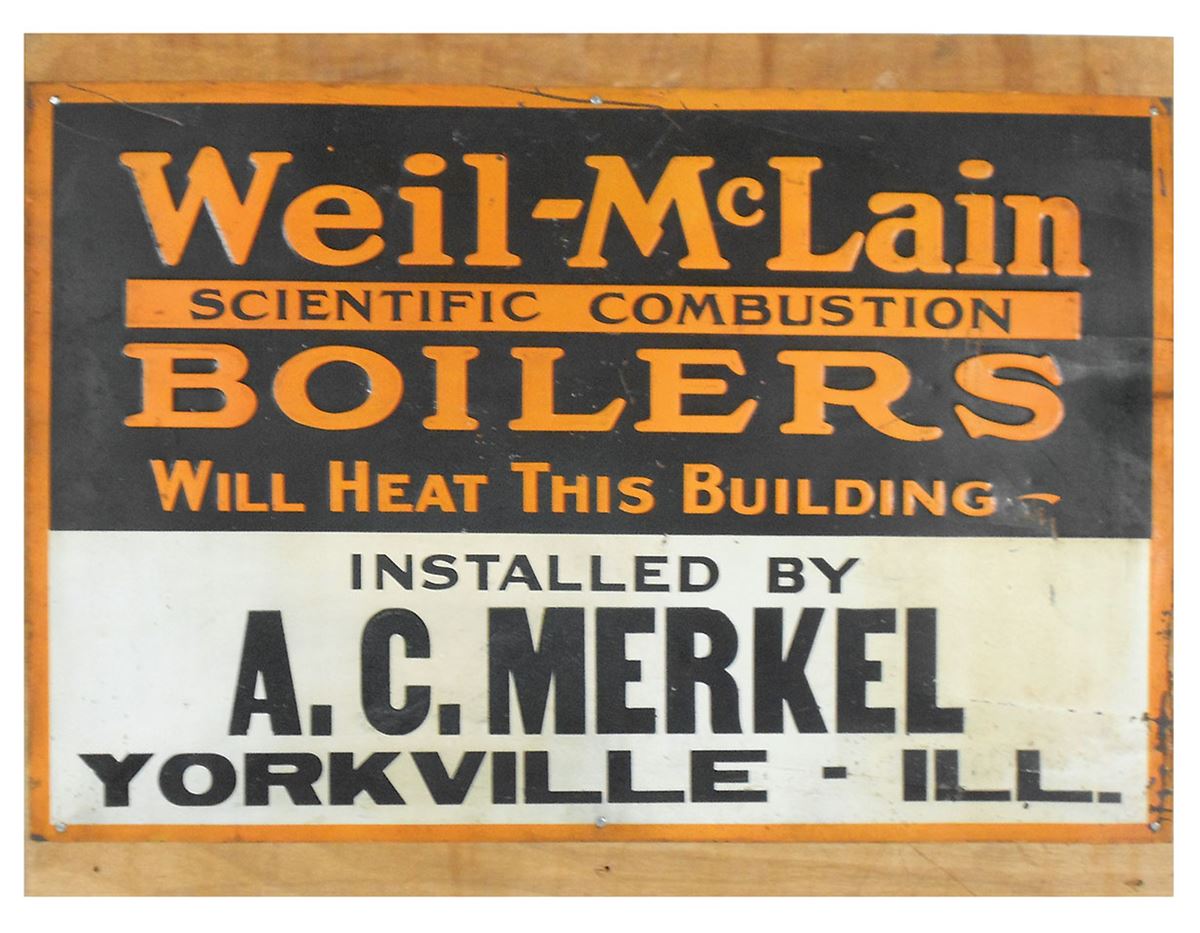 Weil-McLain
SCIENTIFIC COMBUSTION
BOILERS
WILL HEAT THIS BUILDING -
INSTALLED BY
A. C. MERKEL
YORKVILLE - ILL.